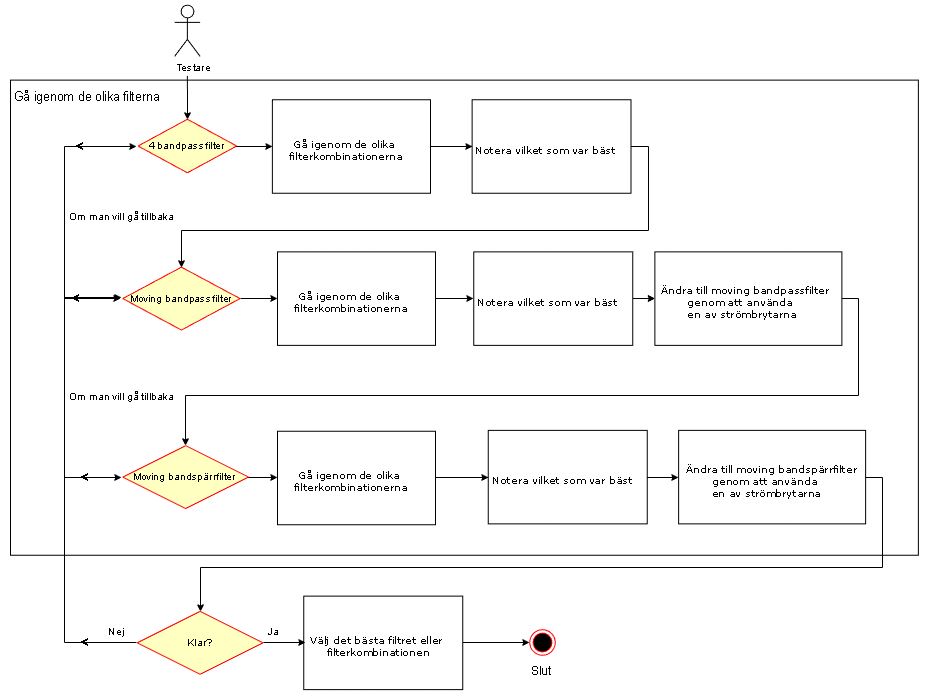 Testare
Gå igenom de olika filterna
4 bandpassfilter
Gå igenom de olika
filterkombinationerna
Notera vilket som var bäst
Om man vill gå tillbaka
Moving bandpassfilter
Gå igenom de olika
filterkombinationerna
Notera vilket som var bäst
Ändra till moving bandpassfilter
genom att använda
en av strömbrytarna
Om man vill gå tillbaka
Moving bandspärrfilter
Gå igenom de olika
filterkombinationerna
Notera vilket som var bäst
Ändra till moving bandspärrfilter
genom att använda
en av strömbrytarna
Nej
Klar?
Ja
Välj det bästa filtret eller
filterkombinationen
Slut